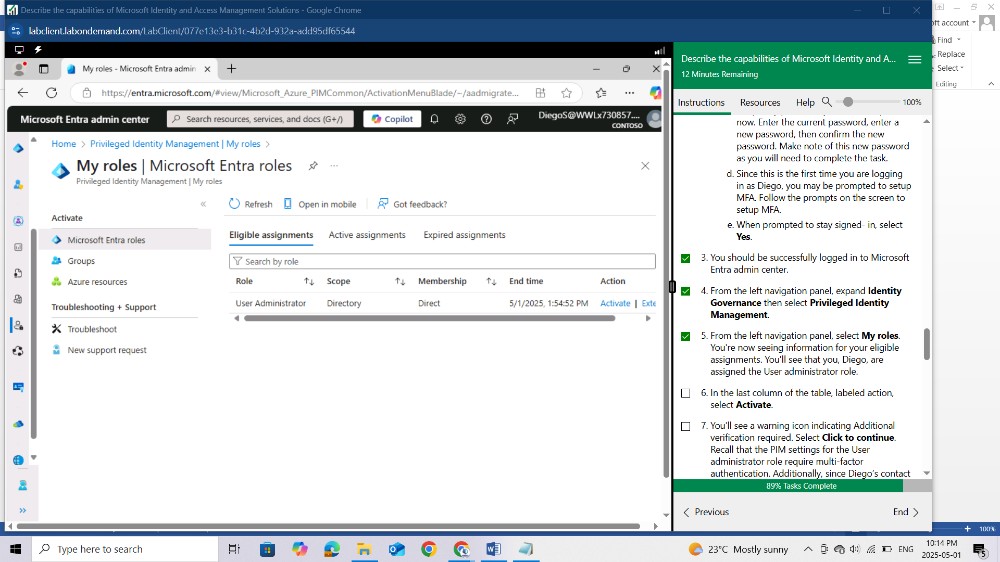 Describe the capabilities of Microsoft Identity and Access Management Solutions - Google Chrome
labclient.labondemand.com/LabClient/077e13e3-b31c-4b2d-932a-add95df65544
My roles - Microsoft Entra admin
https://entra.microsoft.com/#view/Microsoft_Azure_PIMCommon/ActivationMenuBlade/~/aadmigrate...
Microsoft Entra admin center
Search resources, services, and docs (G+/)
Copilot
DiegoS@WWLx730857....
CONTOSO
Home > Privileged Identity Management | My roles >
My roles | Microsoft Entra roles
Privileged Identity Management | My roles
Activate
Microsoft Entra roles
Groups
Azure resources
Troubleshooting + Support
Troubleshoot
New support request
Refresh
Open in mobile
Got feedback?
Eligible assignments
Active assignments
Expired assignments
Search by role
Role Scope Membership End time Action
User Administrator Directory Direct 5/1/2025, 1:54:52 PM Activate | Exte
Describe the capabilities of Microsoft Identity and A...
12 Minutes Remaining
Instructions
Resources
Help
100%
now. Enter the current password, enter a
new password, then confirm the new
password. Make note of this new password
as you will need to complete the task.
d. Since this is the first time you are logging
in as Diego, you may be prompted to setup
MFA. Follow the prompts on the screen to
setup MFA.
e. When prompted to stay signed- in, select
Yes.
3. You should be successfully logged in to Microsoft
Entra admin center.
4. From the left navigation panel, expand Identity
Governance then select Privileged Identity
Management.
5. From the left navigation panel, select My roles.
You're now seeing information for your eligible
assignments. You'll see that you, Diego, are
assigned the User administrator role.
6. In the last column of the table, labeled action,
select Activate.
7. You'll see a warning icon indicating Additional
verification required. Select Click to continue.
Recall that the PIM settings for the User
administrator role require multi-factor
authentication. Additionally, since Diego’s contact
89% Tasks Complete
Previous
End
oft account
Find
Replace
Select
Editing
100%
Type here to search
23°C Mostly sunny
ENG
10:14 PM
2025-05-01
5